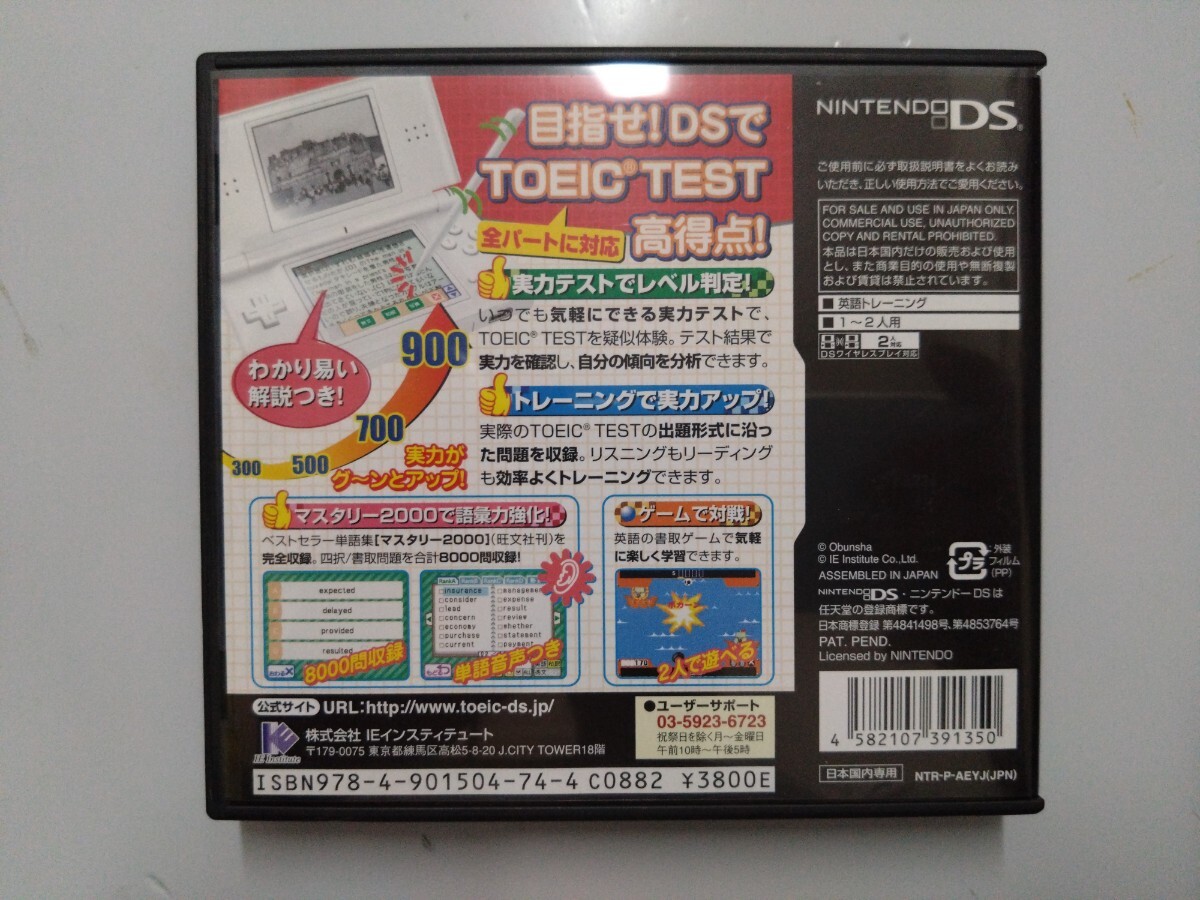 目指せ!DSで
TOEIC® TEST
高得点!
全パートに対応
実力テストでレベル判定!
いつでも気軽にできる実力テストで、
TOEIC® TESTを疑似体験。テスト結果で
実力を確認し、自分の傾向を分析できます。
トレーニングで実力アップ!
実際のTOEIC® TESTの出題形式に沿っ
た問題を収録。リスニングもリーディング
も効率よくトレーニングできます。
わかり易い
解説つき!
900
700
500
300
実力が
グ〜ンとアップ!
マスタリー2000で語彙力強化!
ベストセラー単語集【マスタリー2000】(旺文社刊)を
完全収録。四択/書取問題を合計8000問収録!
expected
delayed
provided
resulted
8000問収録
insurance
consider
lead
concern
economy
purchase
current
expense
result
review
whether
statement
payment
単語音声つき
ゲームで対戦!
英語の書取ゲームで気軽
に楽しく学習できます。
ボカーン
170
2人で遊べる
公式サイト URL:http://www.toeic-ds.jp/
IE Institute
株式会社 IEインスティテュート
〒179-0075 東京都練馬区高松5-8-20 J.CITY TOWER18階
●ユーザーサポート
03-5923-6723
祝祭日を除く月〜金曜日
午前10時〜午後5時
ISBN978-4-901504-74-4 C0882 ¥3800E
NINTENDO DS®
ご使用前に必ず取扱説明書をよくお読み
いただき、正しい使用方法でご愛用ください。
FOR SALE AND USE IN JAPAN ONLY.
COMMERCIAL USE, UNAUTHORIZED
COPY AND RENTAL PROHIBITED.
本品は日本国内だけの販売および使用
とし、また商業目的の使用や無断複製
および賃貸は禁止されています。
■ 英語トレーニング
■ 1〜2人用
2人対応
DSワイヤレスプレイ対応
© Obunsha
© IE Institute Co.,Ltd.
ASSEMBLED IN JAPAN
プラ
:外装
フィルム
(PP)
NINTENDO DS・ニンテンドーDSは
任天堂の登録商標です。
日本商標登録 第4841498号、第4853764号
PAT. PEND.
Licensed by NINTENDO
4 582107 391350
日本国内専用
NTR-P-AEYJ(JPN)